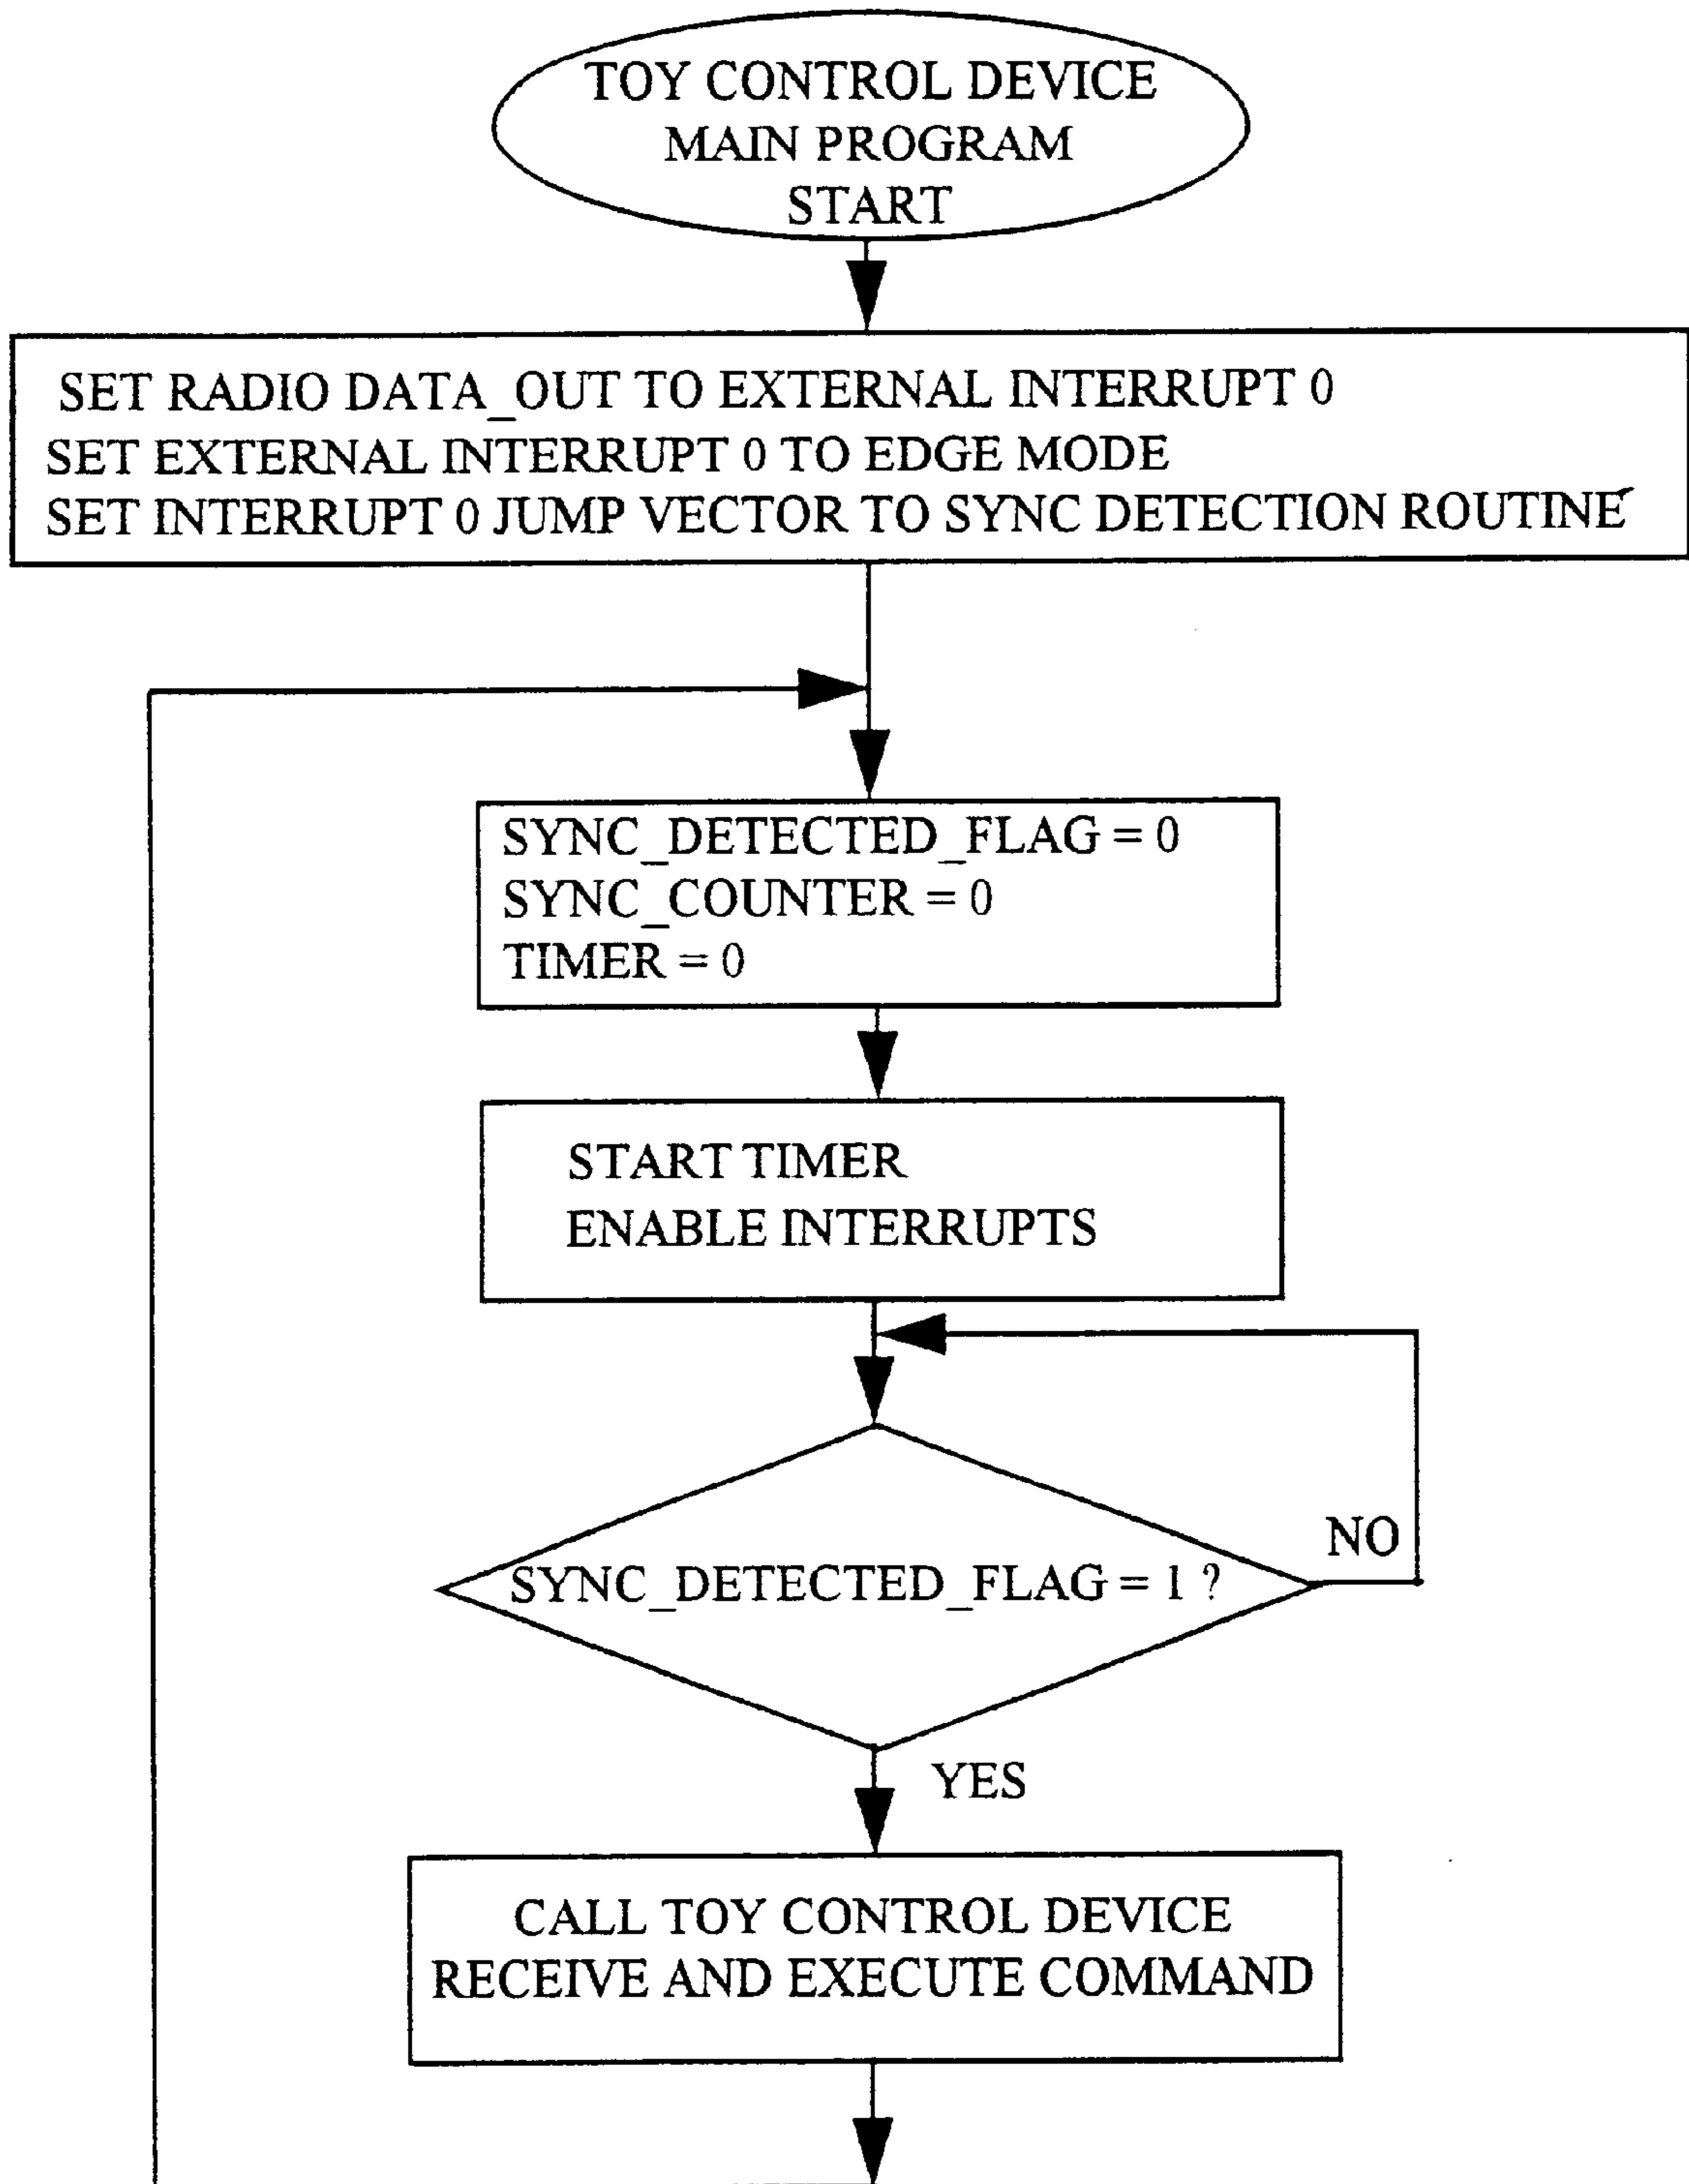 TOY CONTROL DEVICE
MAIN PROGRAM
START
SET RADIO DATA_OUT TO EXTERNAL INTERRUPT 0
SET EXTERNAL INTERRUPT 0 TO EDGE MODE
SET INTERRUPT 0 JUMP VECTOR TO SYNC DETECTION ROUTINE
SYNC_DETECTED_FLAG = 0
SYNC_COUNTER = 0
TIMER = 0
START TIMER
ENABLE INTERRUPTS
NO
SYNC_DETECTED_FLAG = 1 ?
YES
CALL TOY CONTROL DEVICE
RECEIVE AND EXECUTE COMMAND